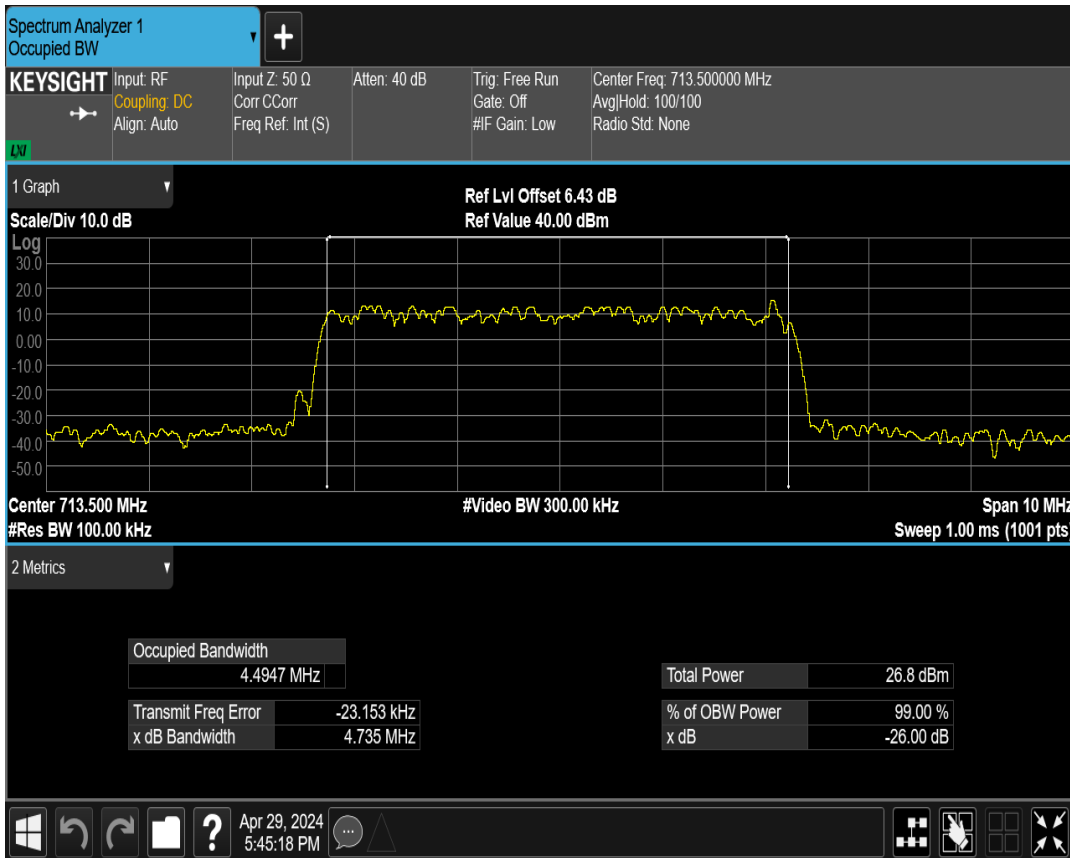 Spectrum Analyzer 1
Occupied BW
+
KEYSIGHT
LXI
Input: RF
Coupling: DC
Align: Auto
Input Z: 50 Ω
Corr CCorr
Freq Ref: Int (S)
Atten: 40 dB
Trig: Free Run
Gate: Off
#IF Gain: Low
Center Freq: 713.500000 MHz
Avg|Hold: 100/100
Radio Std: None
1 Graph
Scale/Div 10.0 dB
Ref Lvl Offset 6.43 dB
Ref Value 40.00 dBm
Log
30.0
20.0
10.0
0.00
-10.0
-20.0
-30.0
-40.0
-50.0
Center 713.500 MHz
#Video BW 300.00 kHz
Span 10 MHz
#Res BW 100.00 kHz
Sweep 1.00 ms (1001 pts)
2 Metrics
Occupied Bandwidth
4.4947 MHz
Transmit Freq Error -23.153 kHz
x dB Bandwidth 4.735 MHz
Total Power 26.8 dBm
% of OBW Power 99.00 %
x dB -26.00 dB
?
Apr 29, 2024
5:45:18 PM